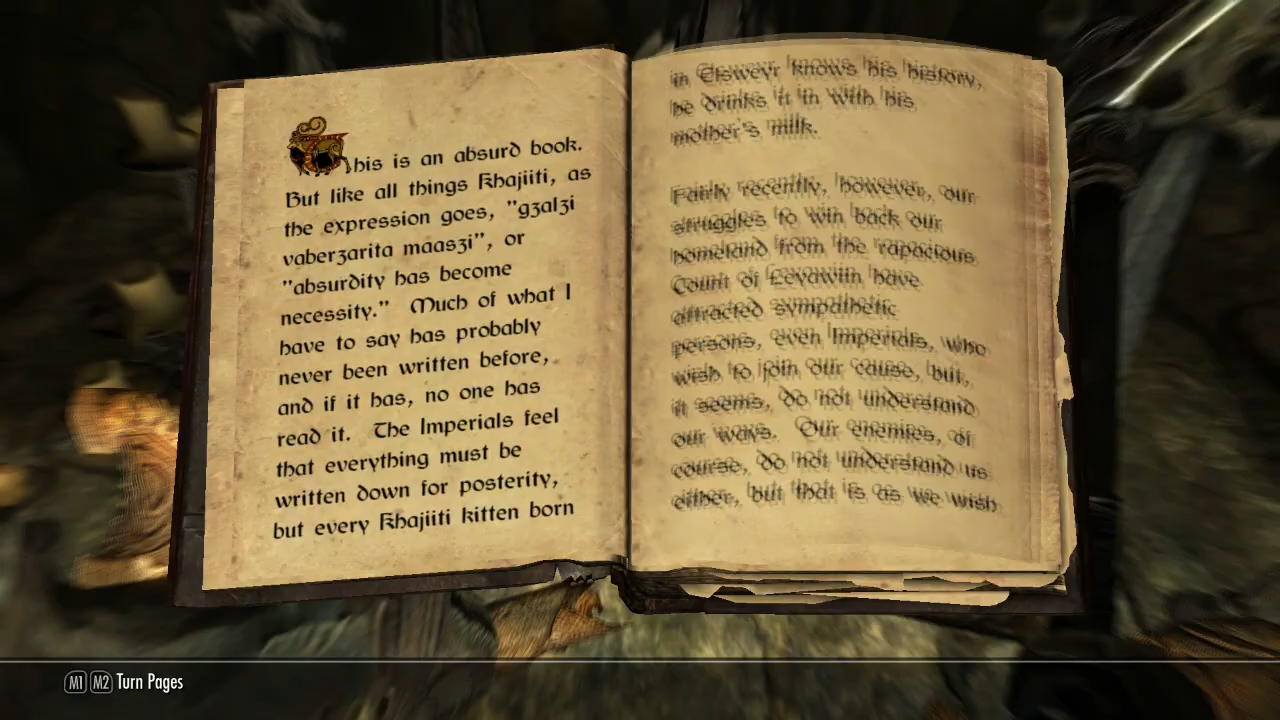 This is an absurd book.
But like all things Khajiiti, as
the expression goes, "gzalzi
vaberzarita maaszi", or
"absurdity has become
necessity."  Much of what I
have to say has probably
never been written before,
and if it has, no one has
read it.  The Imperials feel
that everything must be
written down for posterity,
but every Khajiiti kitten born
in Elsweyr knows his history,
he drinks it in with his
mother's milk.
Fairly recently, however, our
struggles to win back our
homeland from the rapacious
Count of Leyawiin have
attracted sympathetic
persons, even Imperials, who
wish to join our cause, but,
it seems, do not understand
our ways.  Our enemies, of
course, do not understand us
either, but that is as we wish
M1 M2 Turn Pages